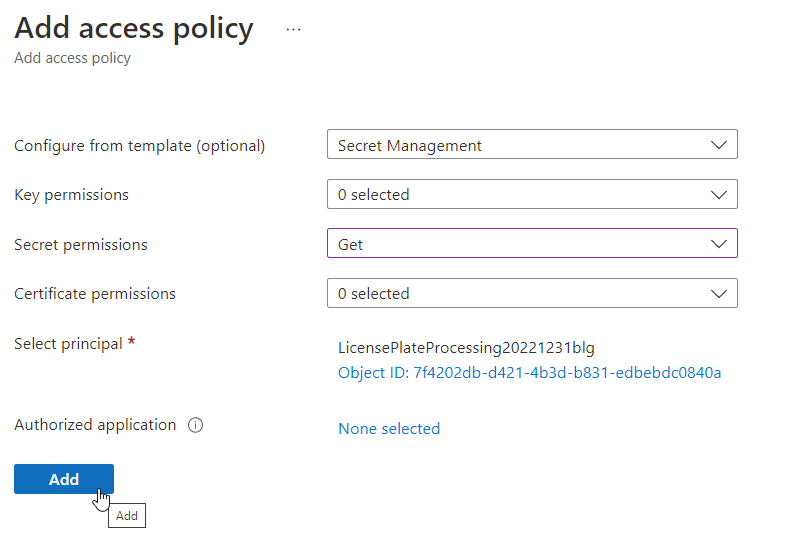 Add access policy ...
Add access policy
Configure from template (optional) Secret Management
Key permissions 0 selected
Secret permissions Get
Certificate permissions 0 selected
Select principal * LicensePlateProcessing20221231blg
Object ID: 7f4202db-d421-4b3d-b831-edbebdc0840a
Authorized application None selected
Add
Add